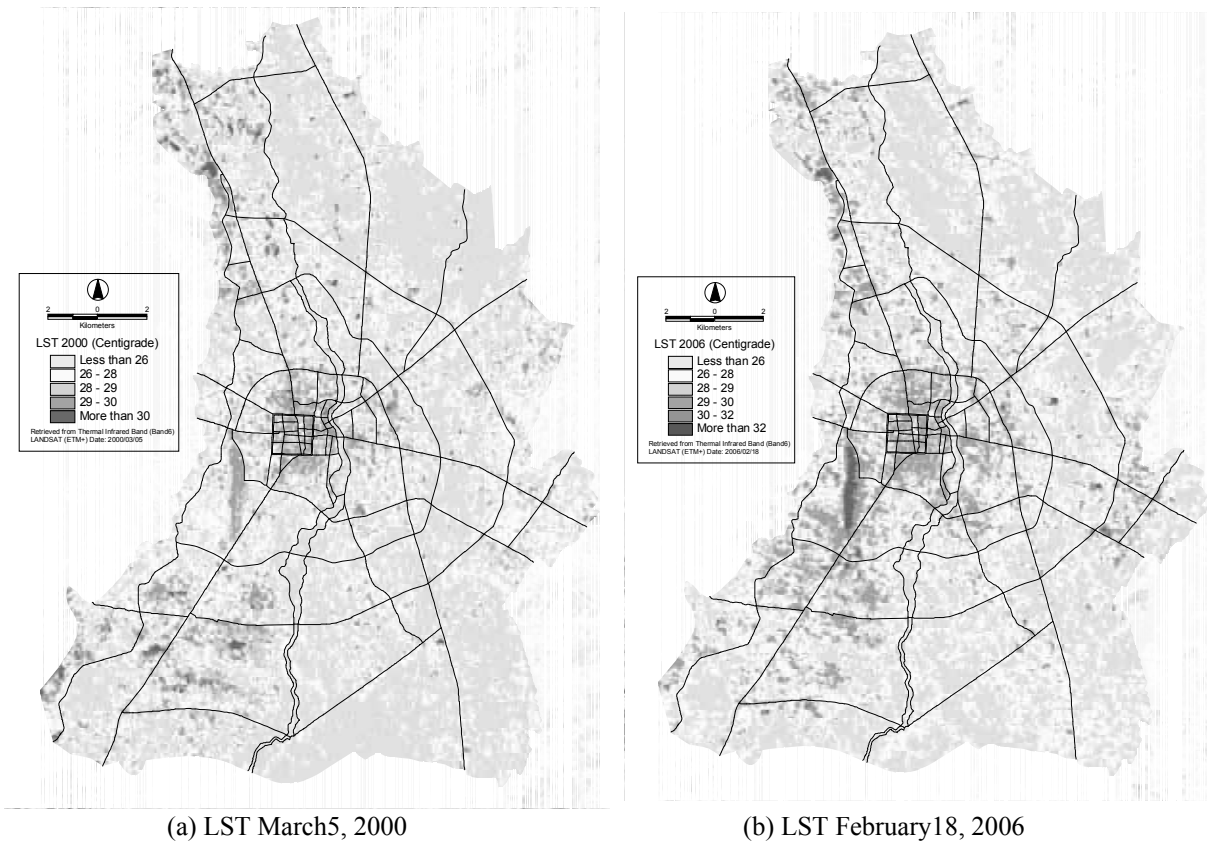 2 0 2
Kilometers
LST 2000 (Centigrade)
Less than 26
26 - 28
28 - 29
29 - 30
More than 30
Retrieved from Thermal Infrared Band (Band6)
LANDSAT (ETM+) Date: 2000/03/05
2 0 2
Kilometers
LST 2006 (Centigrade)
Less than 26
26 - 28
28 - 29
29 - 30
30 - 32
More than 32
Retrieved from Thermal Infrared Band (Band6)
LANDSAT (ETM+) Date: 2006/02/18
(a) LST March5, 2000
(b) LST February18, 2006